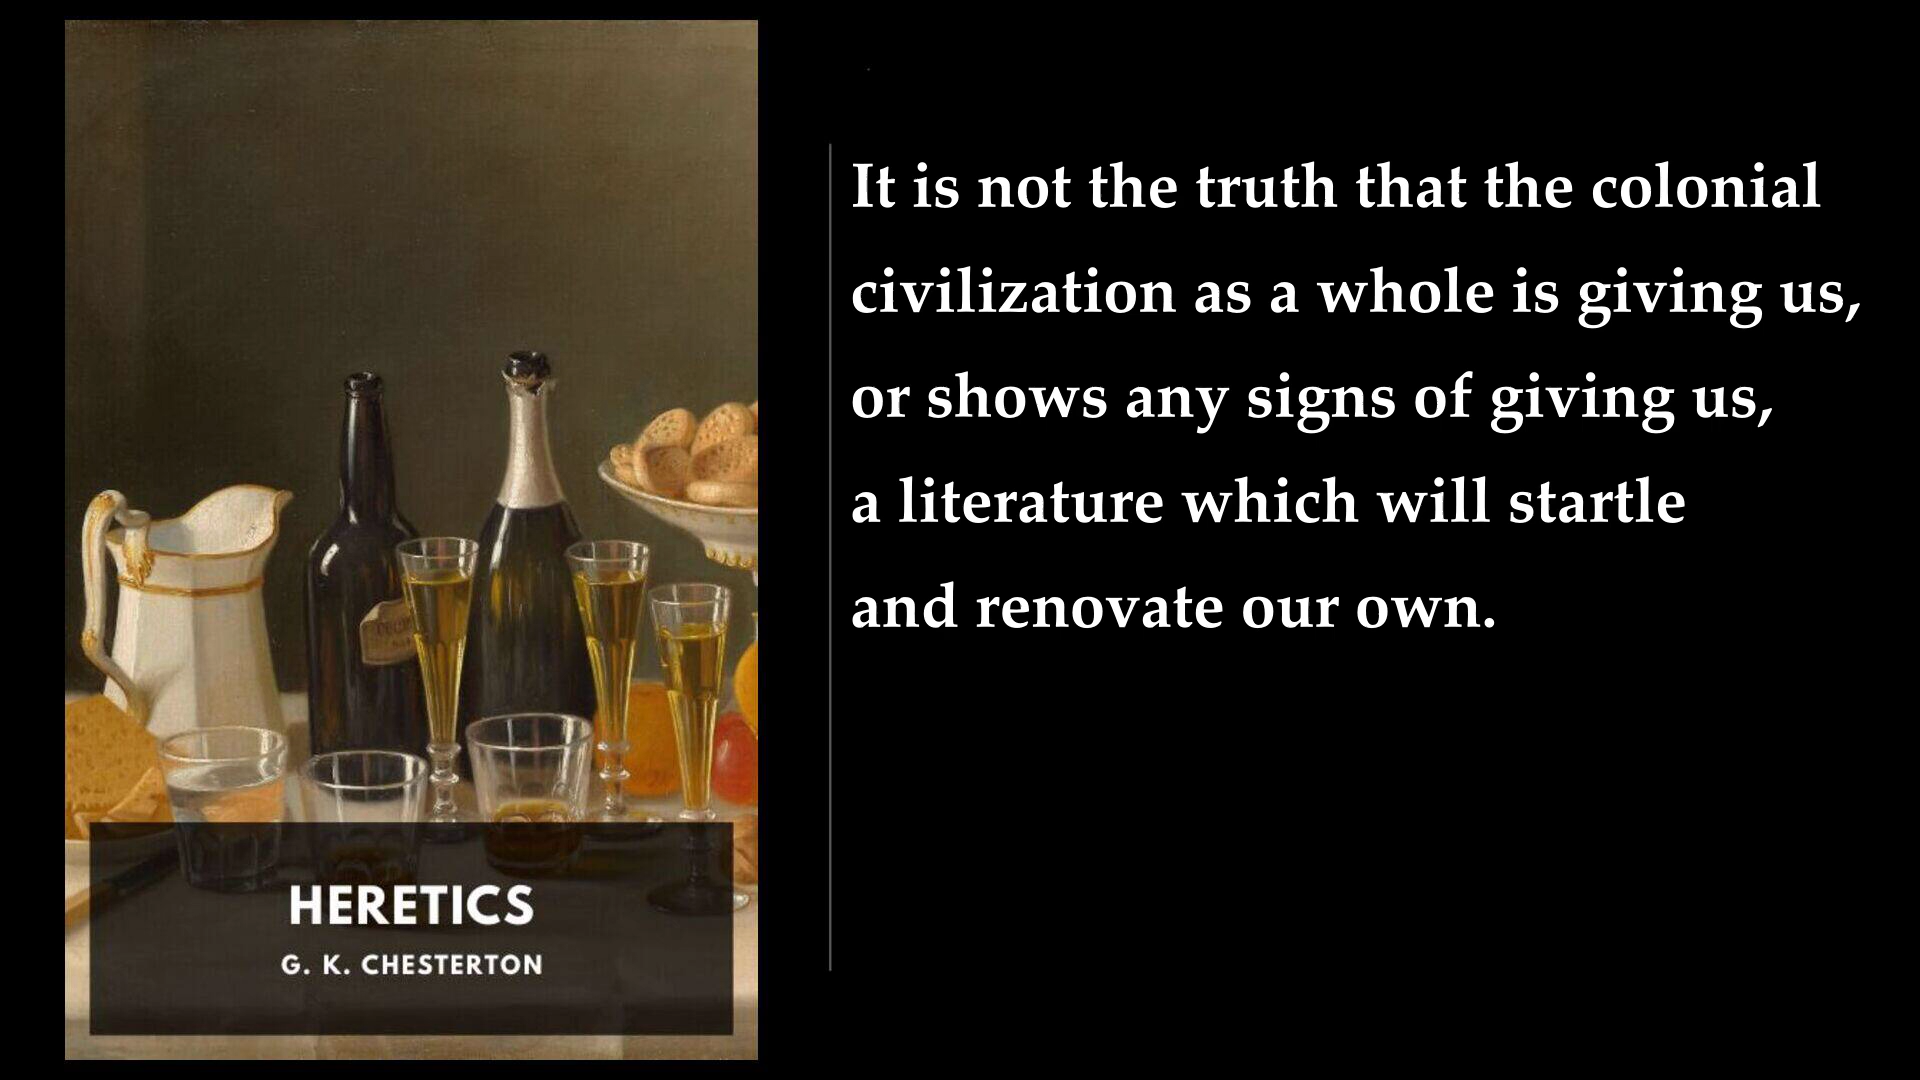 It is not the truth that the colonial
civilization as a whole is giving us,
or shows any signs of giving us,
a literature which will startle
and renovate our own.
HERETICS
G. K. CHESTERTON